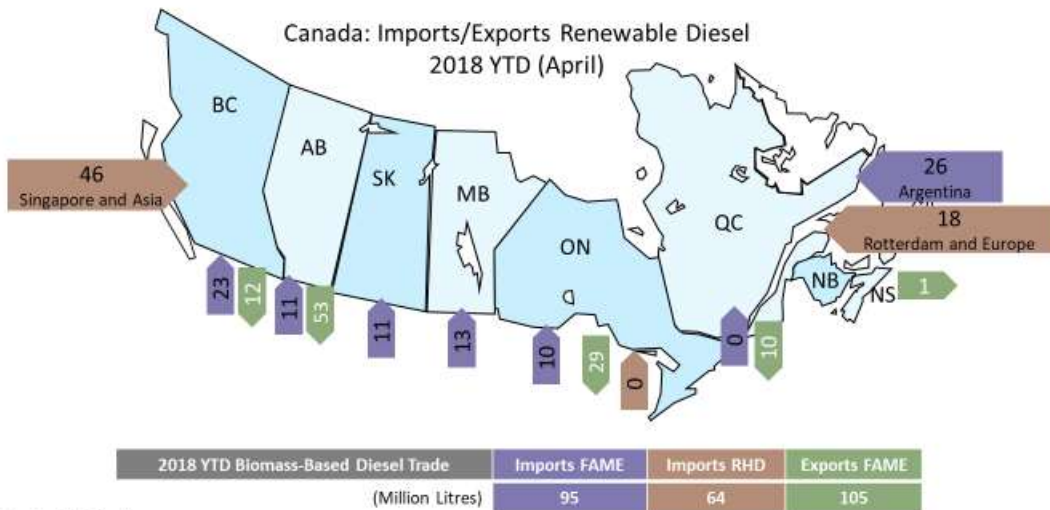 Canada: Imports/Exports Renewable Diesel
2018 YTD (April)
BC
AB
SK
MB
ON
QC
NB
NS
46
Singapore and Asia
26
Argentina
18
Rotterdam and Europe
1
23
12
11
53
11
13
10
29
0
0
10
2018 YTD Biomass-Based Diesel Trade Imports FAME Imports RHD Exports FAME
(Million Litres) 95 64 105